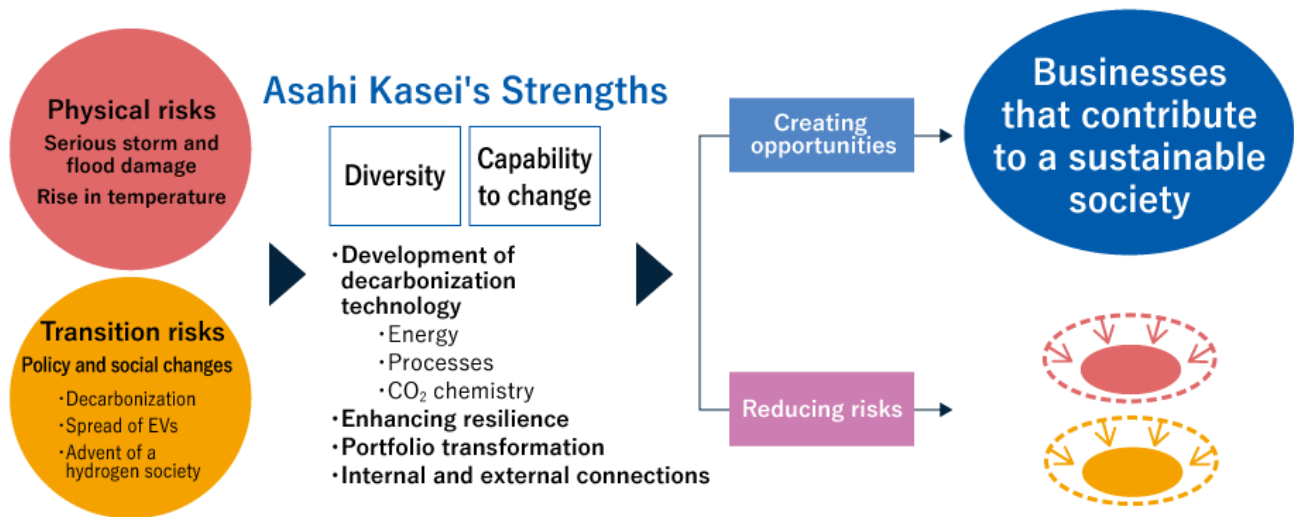 Physical risks
Serious storm and
flood damage
Rise in temperature
Transition risks
Policy and social changes
・Decarbonization
・Spread of EVs
・Advent of a
hydrogen society
Asahi Kasei's Strengths
Diversity
Capability
to change
・Development of
decarbonization
technology
・Energy
・Processes
・CO₂ chemistry
・Enhancing resilience
・Portfolio transformation
・Internal and external connections
Creating
opportunities
Reducing risks
Businesses
that contribute
to a sustainable
society